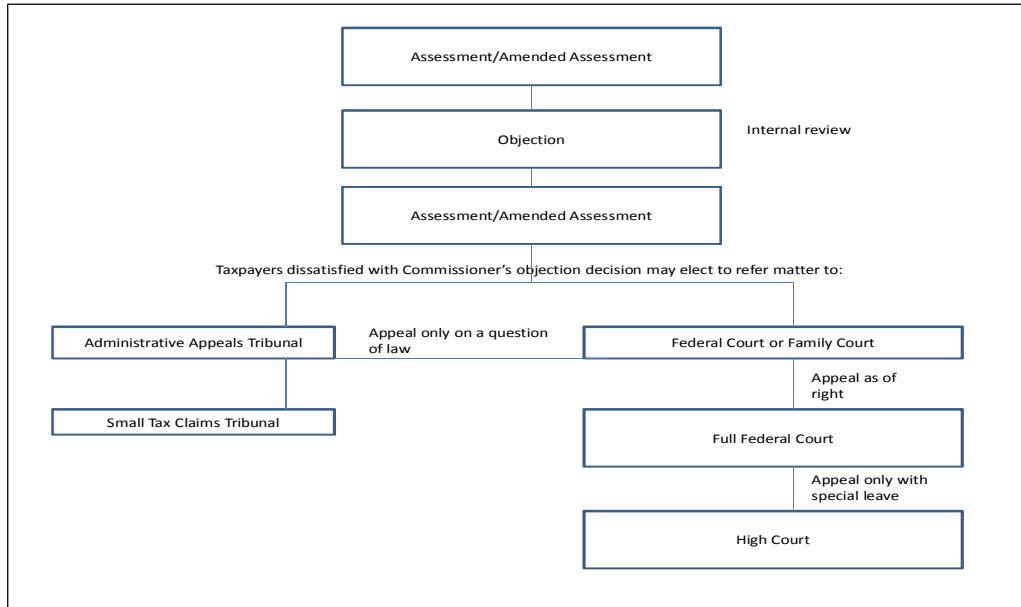 Assessment/Amended Assessment
Objection
Internal review
Assessment/Amended Assessment
Taxpayers dissatisfied with Commissioner's objection decision may elect to refer matter to:
Administrative Appeals Tribunal
Appeal only on a question
of law
Federal Court or Family Court
Appeal as of
right
Small Tax Claims Tribunal
Full Federal Court
Appeal only with
special leave
High Court